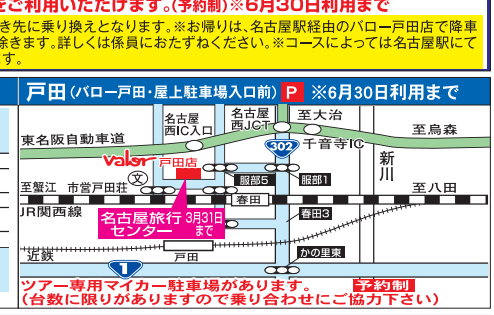 をご利用いただけます。(予約制)※6月30日利用まで
き先に乗り換えとなります。※お帰りは、名古屋駅経由のバロー戸田店で降車
除きます。詳しくは係員におたずねください。※コースによっては名古屋駅にて
ます。
戸田(バロー戸田・屋上駐車場入口前) P ※6月30日利用まで
名古屋
西IC入口
名古屋
西JCT
至大治
千音寺IC
至烏森
東名阪自動車道
302
新川
valor 戸田店
文
服部5
服部1
至蟹江
市営戸田荘
春田
至八田
JR関西線
名古屋旅行
センター
3月31日
まで
春田3
近鉄
戸田
かの里東
1
ツアー専用マイカー駐車場があります。 予約制
(台数に限りがありますので乗り合わせにご協力下さい)